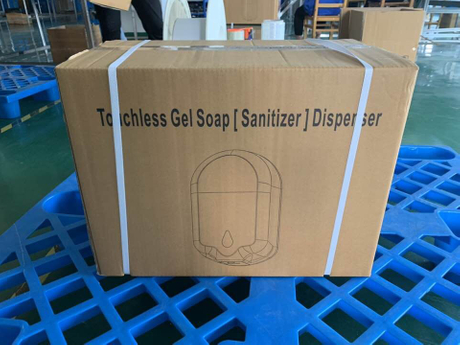 Touchless Gel Soap [ Sanitizer ] Dispenser